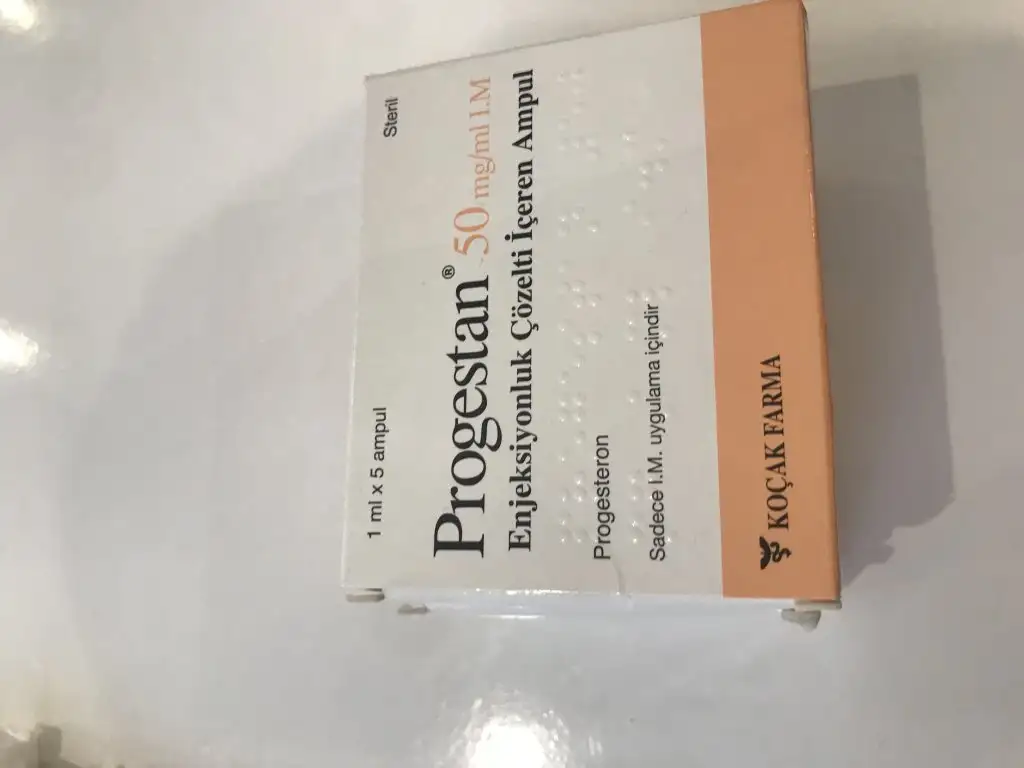 1 ml x 5 ampul
Steril
Progestan® 50 mg/ml I.M
Enjeksiyonluk Çözelti İçeren Ampul
Progesteron
Sadece I.M. uygulama içindir
KOÇAK FARMA